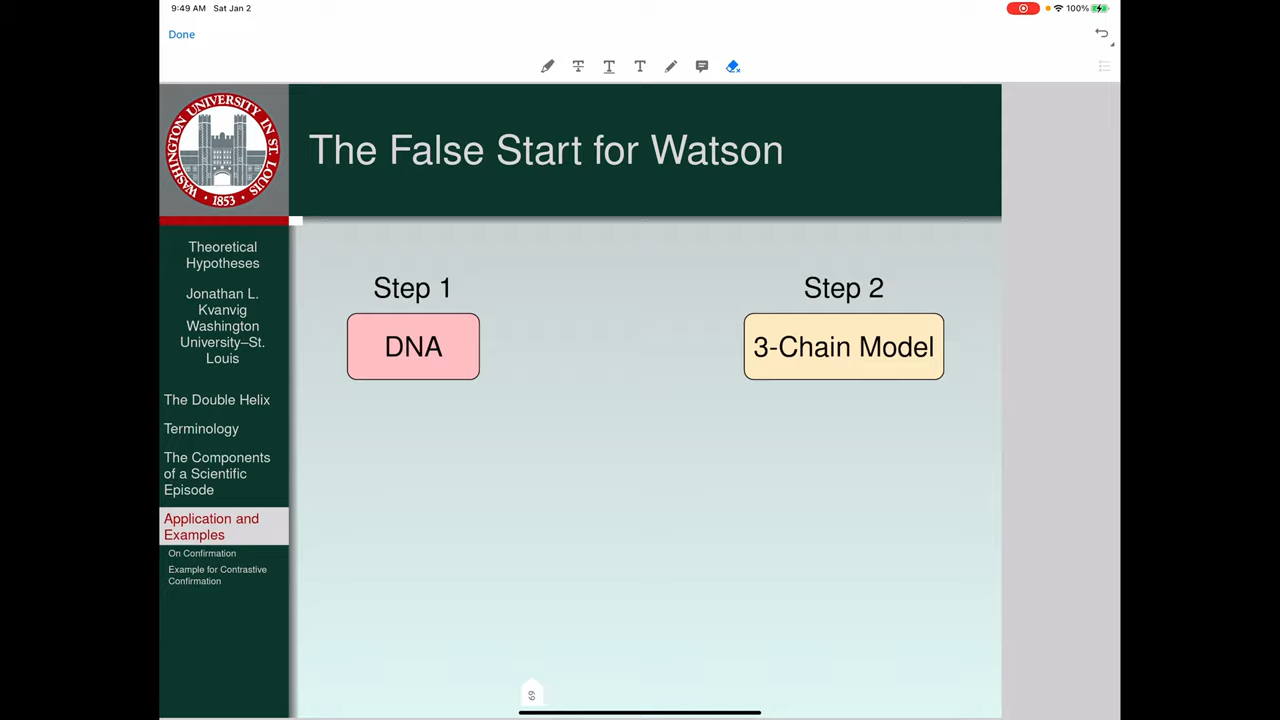 9:49 AM Sat Jan 2
100%
Done
WASHINGTON UNIVERSITY IN ST. LOUIS
1853
The False Start for Watson
Theoretical
Hypotheses
Jonathan L.
Kvanvig
Washington
University–St.
Louis
The Double Helix
Terminology
The Components
of a Scientific
Episode
Application and
Examples
On Confirmation
Example for Contrastive
Confirmation
Step 1
DNA
Step 2
3-Chain Model
69